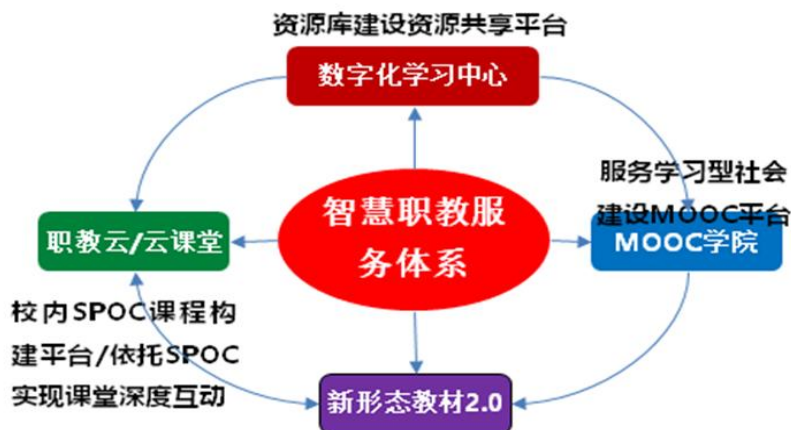 资源库建设资源共享平台
数字化学习中心
服务学习型社会
建设MOOC平台
智慧职教服
务体系
职教云/云课堂
MOOC学院
校内SPOC课程构
建平台/依托SPOC
实现课堂深度互动
新形态教材2.0